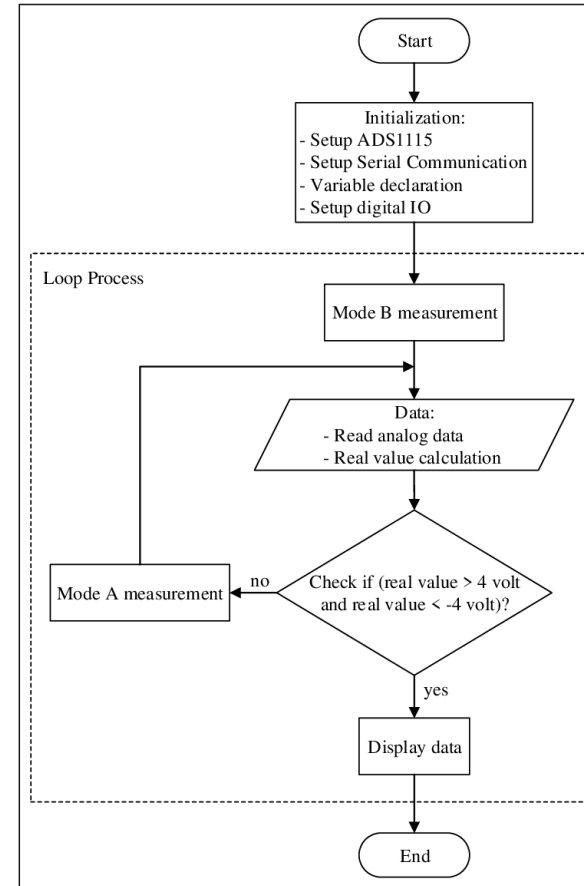 Start
Initialization:
- Setup ADS1115
- Setup Serial Communication
- Variable declaration
- Setup digital IO
Loop Process
Mode B measurement
Data:
- Read analog data
- Real value calculation
Check if (real value > 4 volt
and real value < -4 volt)?
no
Mode A measurement
yes
Display data
End